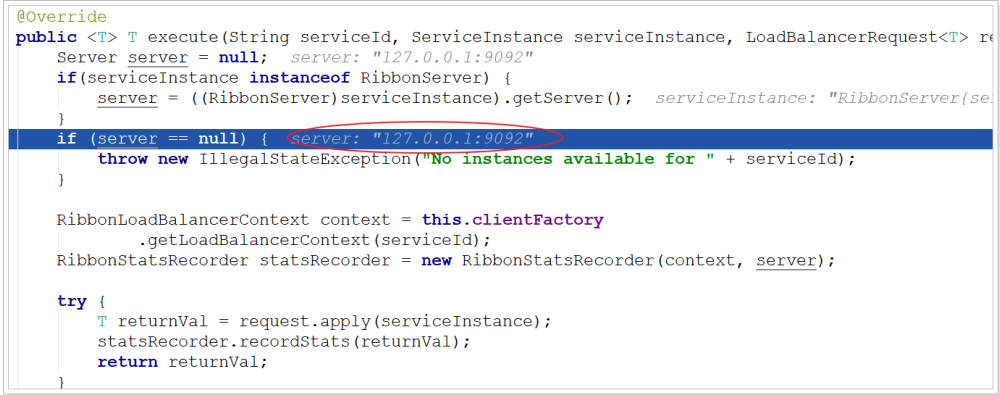 @Override
public <T> T execute(String serviceId, ServiceInstance serviceInstance, LoadBalancerRequest<T> re
Server server = null; server: "127.0.0.1:9092"
if(serviceInstance instanceof RibbonServer) {
server = ((RibbonServer)serviceInstance).getServer(); serviceInstance: "RibbonServer{se
}
if (server == null) { server: "127.0.0.1:9092"
throw new IllegalStateException("No instances available for " + serviceId);
}
RibbonLoadBalancerContext context = this.clientFactory
.getLoadBalancerContext(serviceId);
RibbonStatsRecorder statsRecorder = new RibbonStatsRecorder(context, server);
try {
T returnVal = request.apply(serviceInstance);
statsRecorder.recordStats(returnVal);
return returnVal;
}